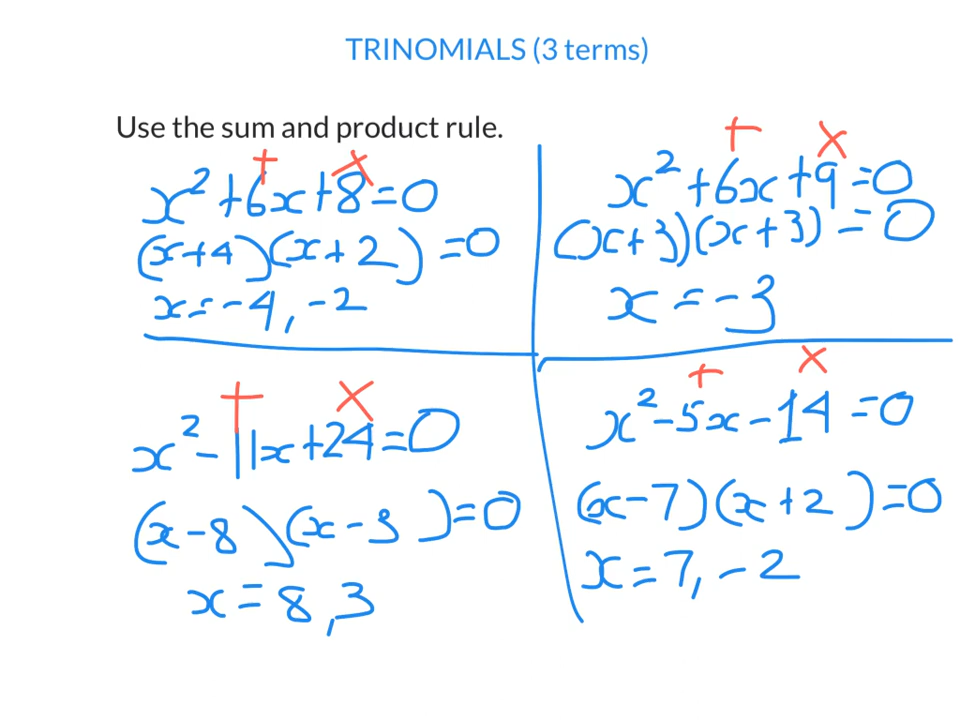 TRINOMIALS (3 terms)
Use the sum and product rule.
+ ×
x² + 6x + 8 = 0
(x + 4)(x + 2) = 0
x = -4, -2
+ ×
x² + 6x + 9 = 0
(x + 3)(x + 3) = 0
x = -3
+ ×
x² - 11x + 24 = 0
(x - 8)(x - 3) = 0
x = 8, 3
+ ×
x² - 5x - 14 = 0
(x - 7)(x + 2) = 0
x = 7, -2